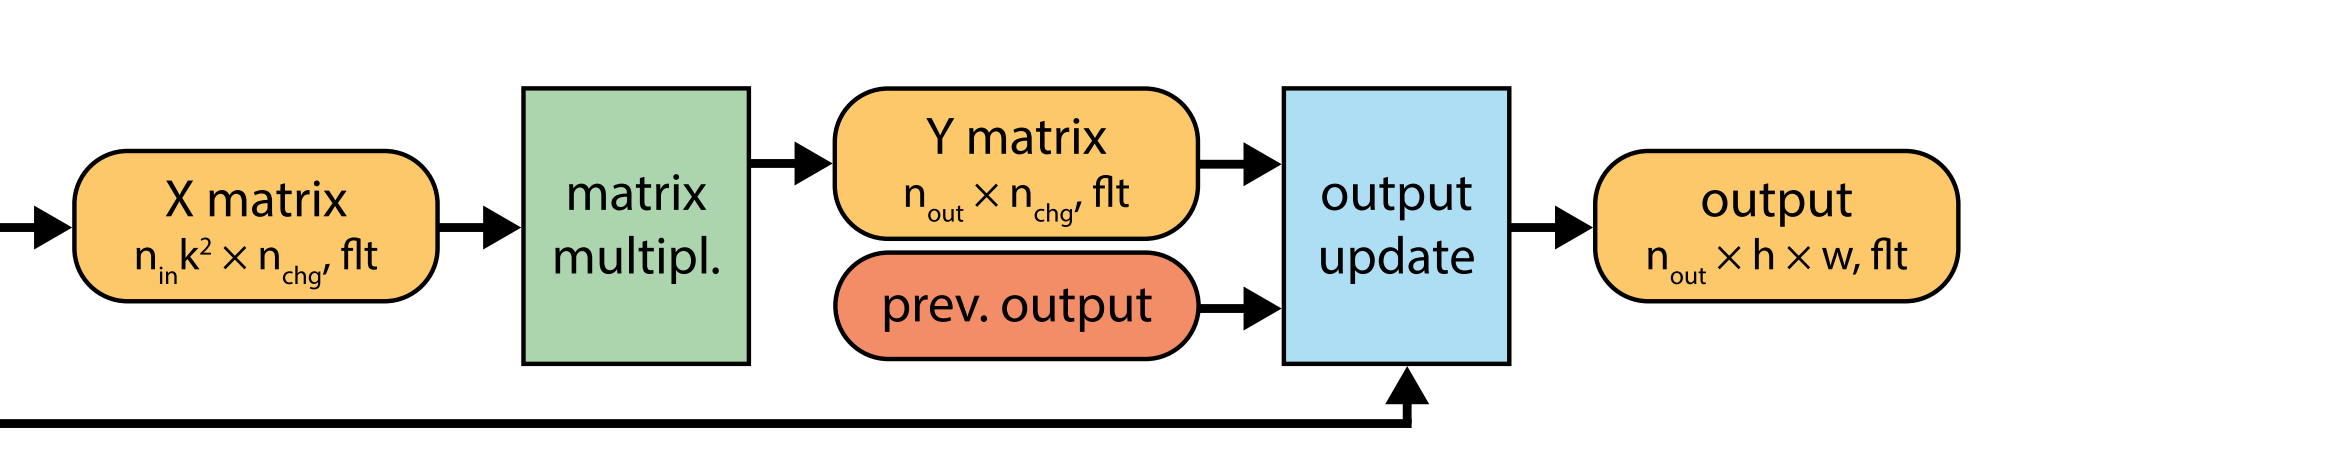 X matrix
n_in k² × n_chg, flt
matrix
multipl.
Y matrix
n_out × n_chg, flt
prev. output
output
update
output
n_out × h × w, flt